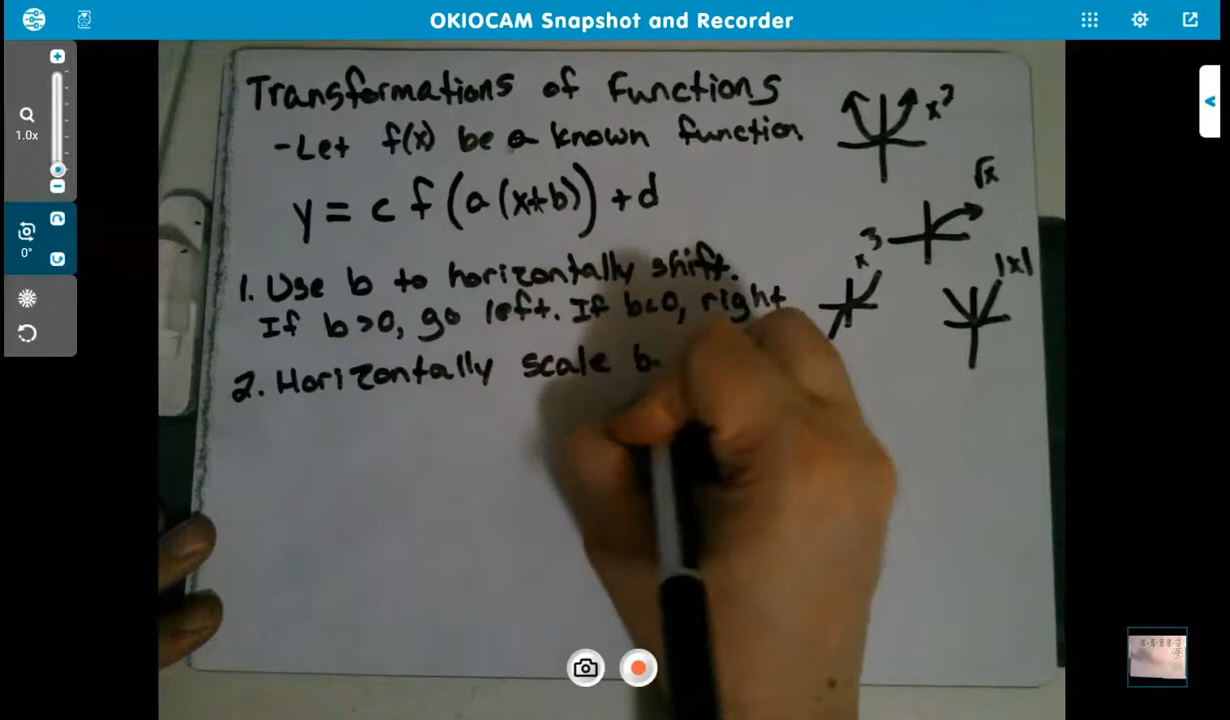 OKIOCAM Snapshot and Recorder
1.0x
0°
Transformations of Functions
-Let f(x) be a known function.
y = c f(a(x+b)) + d
1. Use b to horizontally shift.
If b>0, go left. If b<0, right
2. Horizontally scale b
x²
√x
x³
|x|